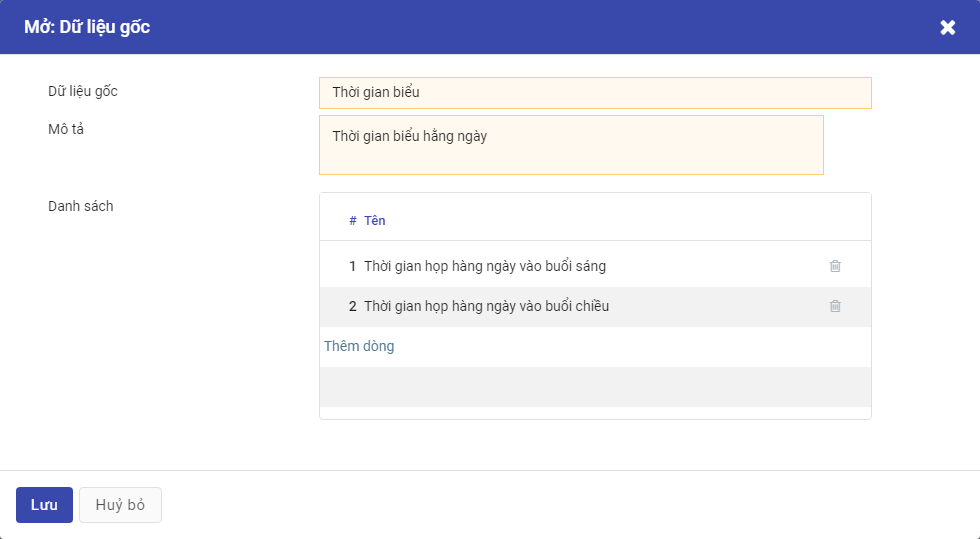 Mở: Dữ liệu gốc
Dữ liệu gốc
Thời gian biểu
Mô tả
Thời gian biểu hằng ngày
Danh sách
# Tên
1 Thời gian họp hàng ngày vào buổi sáng
2 Thời gian họp hàng ngày vào buổi chiều
Thêm dòng
Lưu
Huỷ bỏ